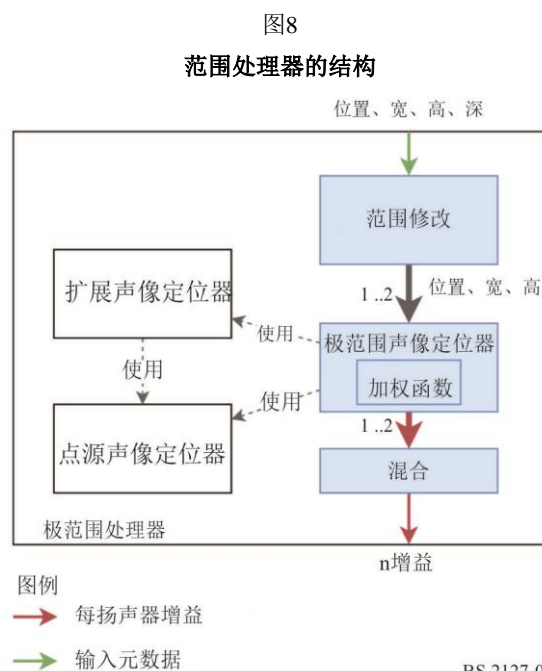 图8
范围处理器的结构
位置、宽、高、深
范围修改
扩展声像定位器
1 ..2
位置、宽、高
使用
极范围声像定位器
使用
加权函数
使用
点源声像定位器
1 ..2
混合
极范围处理器
n增益
图例
每扬声器增益
输入元数据